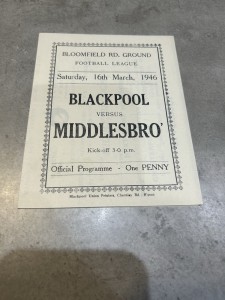 BLOOMFIELD RD. GROUND
FOOTBALL LEAGUE
Saturday, 16th March, 1946
BLACKPOOL
VERSUS
MIDDLESBRO'
Kick-off 3-0 p.m.
Official Programme - One PENNY
Blackpool